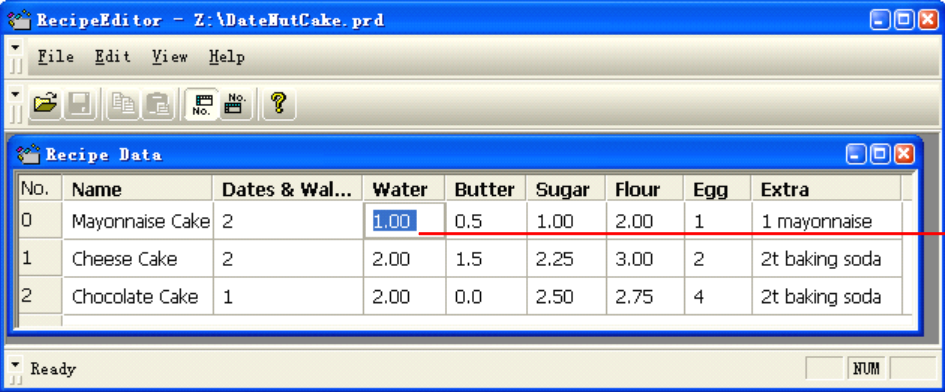 RecipeEditor - Z:\DateNutCake.prd
File Edit View Help
No. No. ?
Recipe Data
No. Name Dates & Wal... Water Butter Sugar Flour Egg Extra
0 Mayonnaise Cake 2 1.00 0.5 1.00 2.00 1 1 mayonnaise
1 Cheese Cake 2 2.00 1.5 2.25 3.00 2 2t baking soda
2 Chocolate Cake 1 2.00 0.0 2.50 2.75 4 2t baking soda
Ready NUM